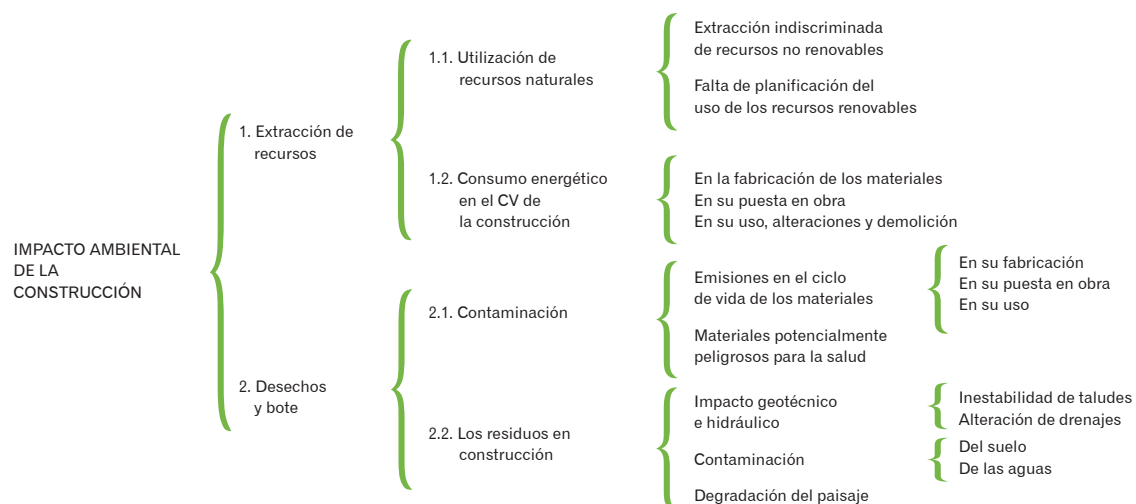 IMPACTO AMBIENTAL
DE LA
CONSTRUCCIÓN
1. Extracción de
recursos
1.1. Utilización de
recursos naturales
Extracción indiscriminada
de recursos no renovables
Falta de planificación del
uso de los recursos renovables
1.2. Consumo energético
en el CV de
la construcción
En la fabricación de los materiales
En su puesta en obra
En su uso, alteraciones y demolición
2. Desechos
y bote
2.1. Contaminación
Emisiones en el ciclo
de vida de los materiales
En su fabricación
En su puesta en obra
En su uso
Materiales potencialmente
peligrosos para la salud
2.2. Los residuos en
construcción
Impacto geotécnico
e hidráulico
Inestabilidad de taludes
Alteración de drenajes
Contaminación
Del suelo
De las aguas
Degradación del paisaje